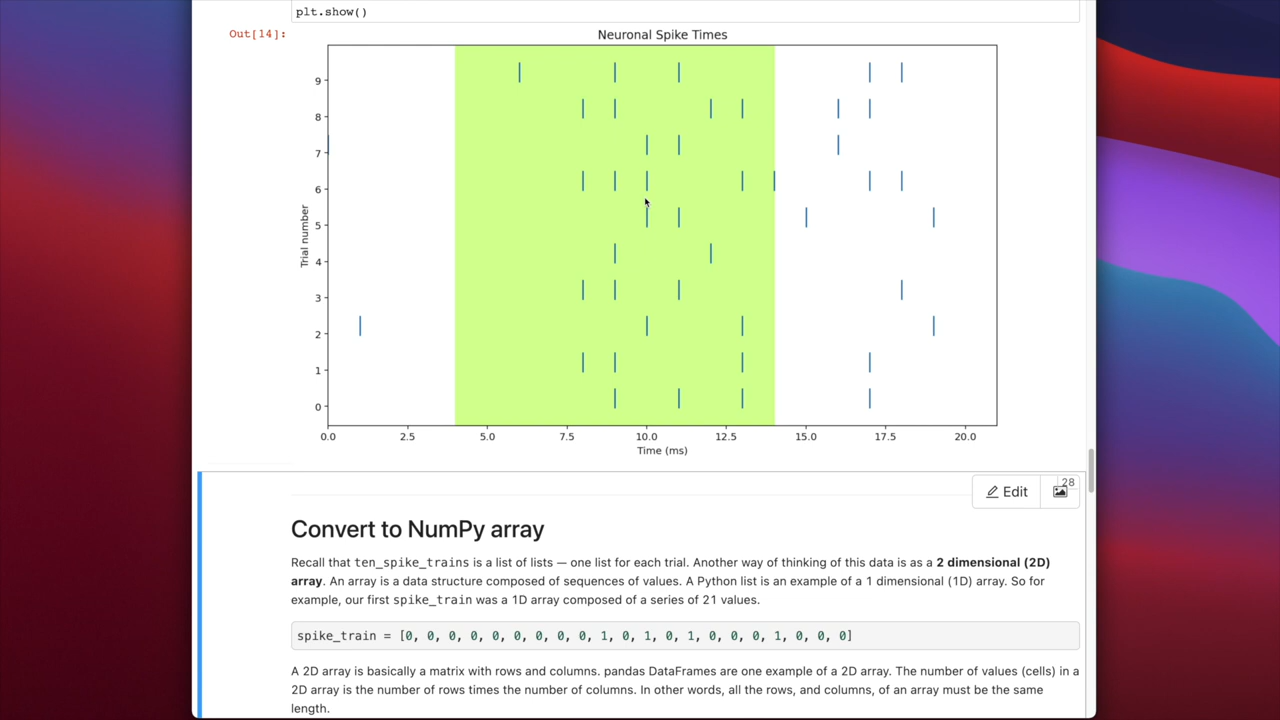 plt.show()
Out[14]:
Neuronal Spike Times
9
8
7
6
5
4
3
2
1
0
Trial number
0.0 2.5 5.0 7.5 10.0 12.5 15.0 17.5 20.0
Time (ms)
28
Edit
Convert to NumPy array
Recall that ten_spike_trains is a list of lists — one list for each trial. Another way of thinking of this data is as a 2 dimensional (2D)
array. An array is a data structure composed of sequences of values. A Python list is an example of a 1 dimensional (1D) array. So for
example, our first spike_train was a 1D array composed of a series of 21 values.
spike_train = [0, 0, 0, 0, 0, 0, 0, 0, 0, 1, 0, 1, 0, 1, 0, 0, 0, 1, 0, 0, 0]
A 2D array is basically a matrix with rows and columns. pandas DataFrames are one example of a 2D array. The number of values (cells) in a
2D array is the number of rows times the number of columns. In other words, all the rows, and columns, of an array must be the same
length.